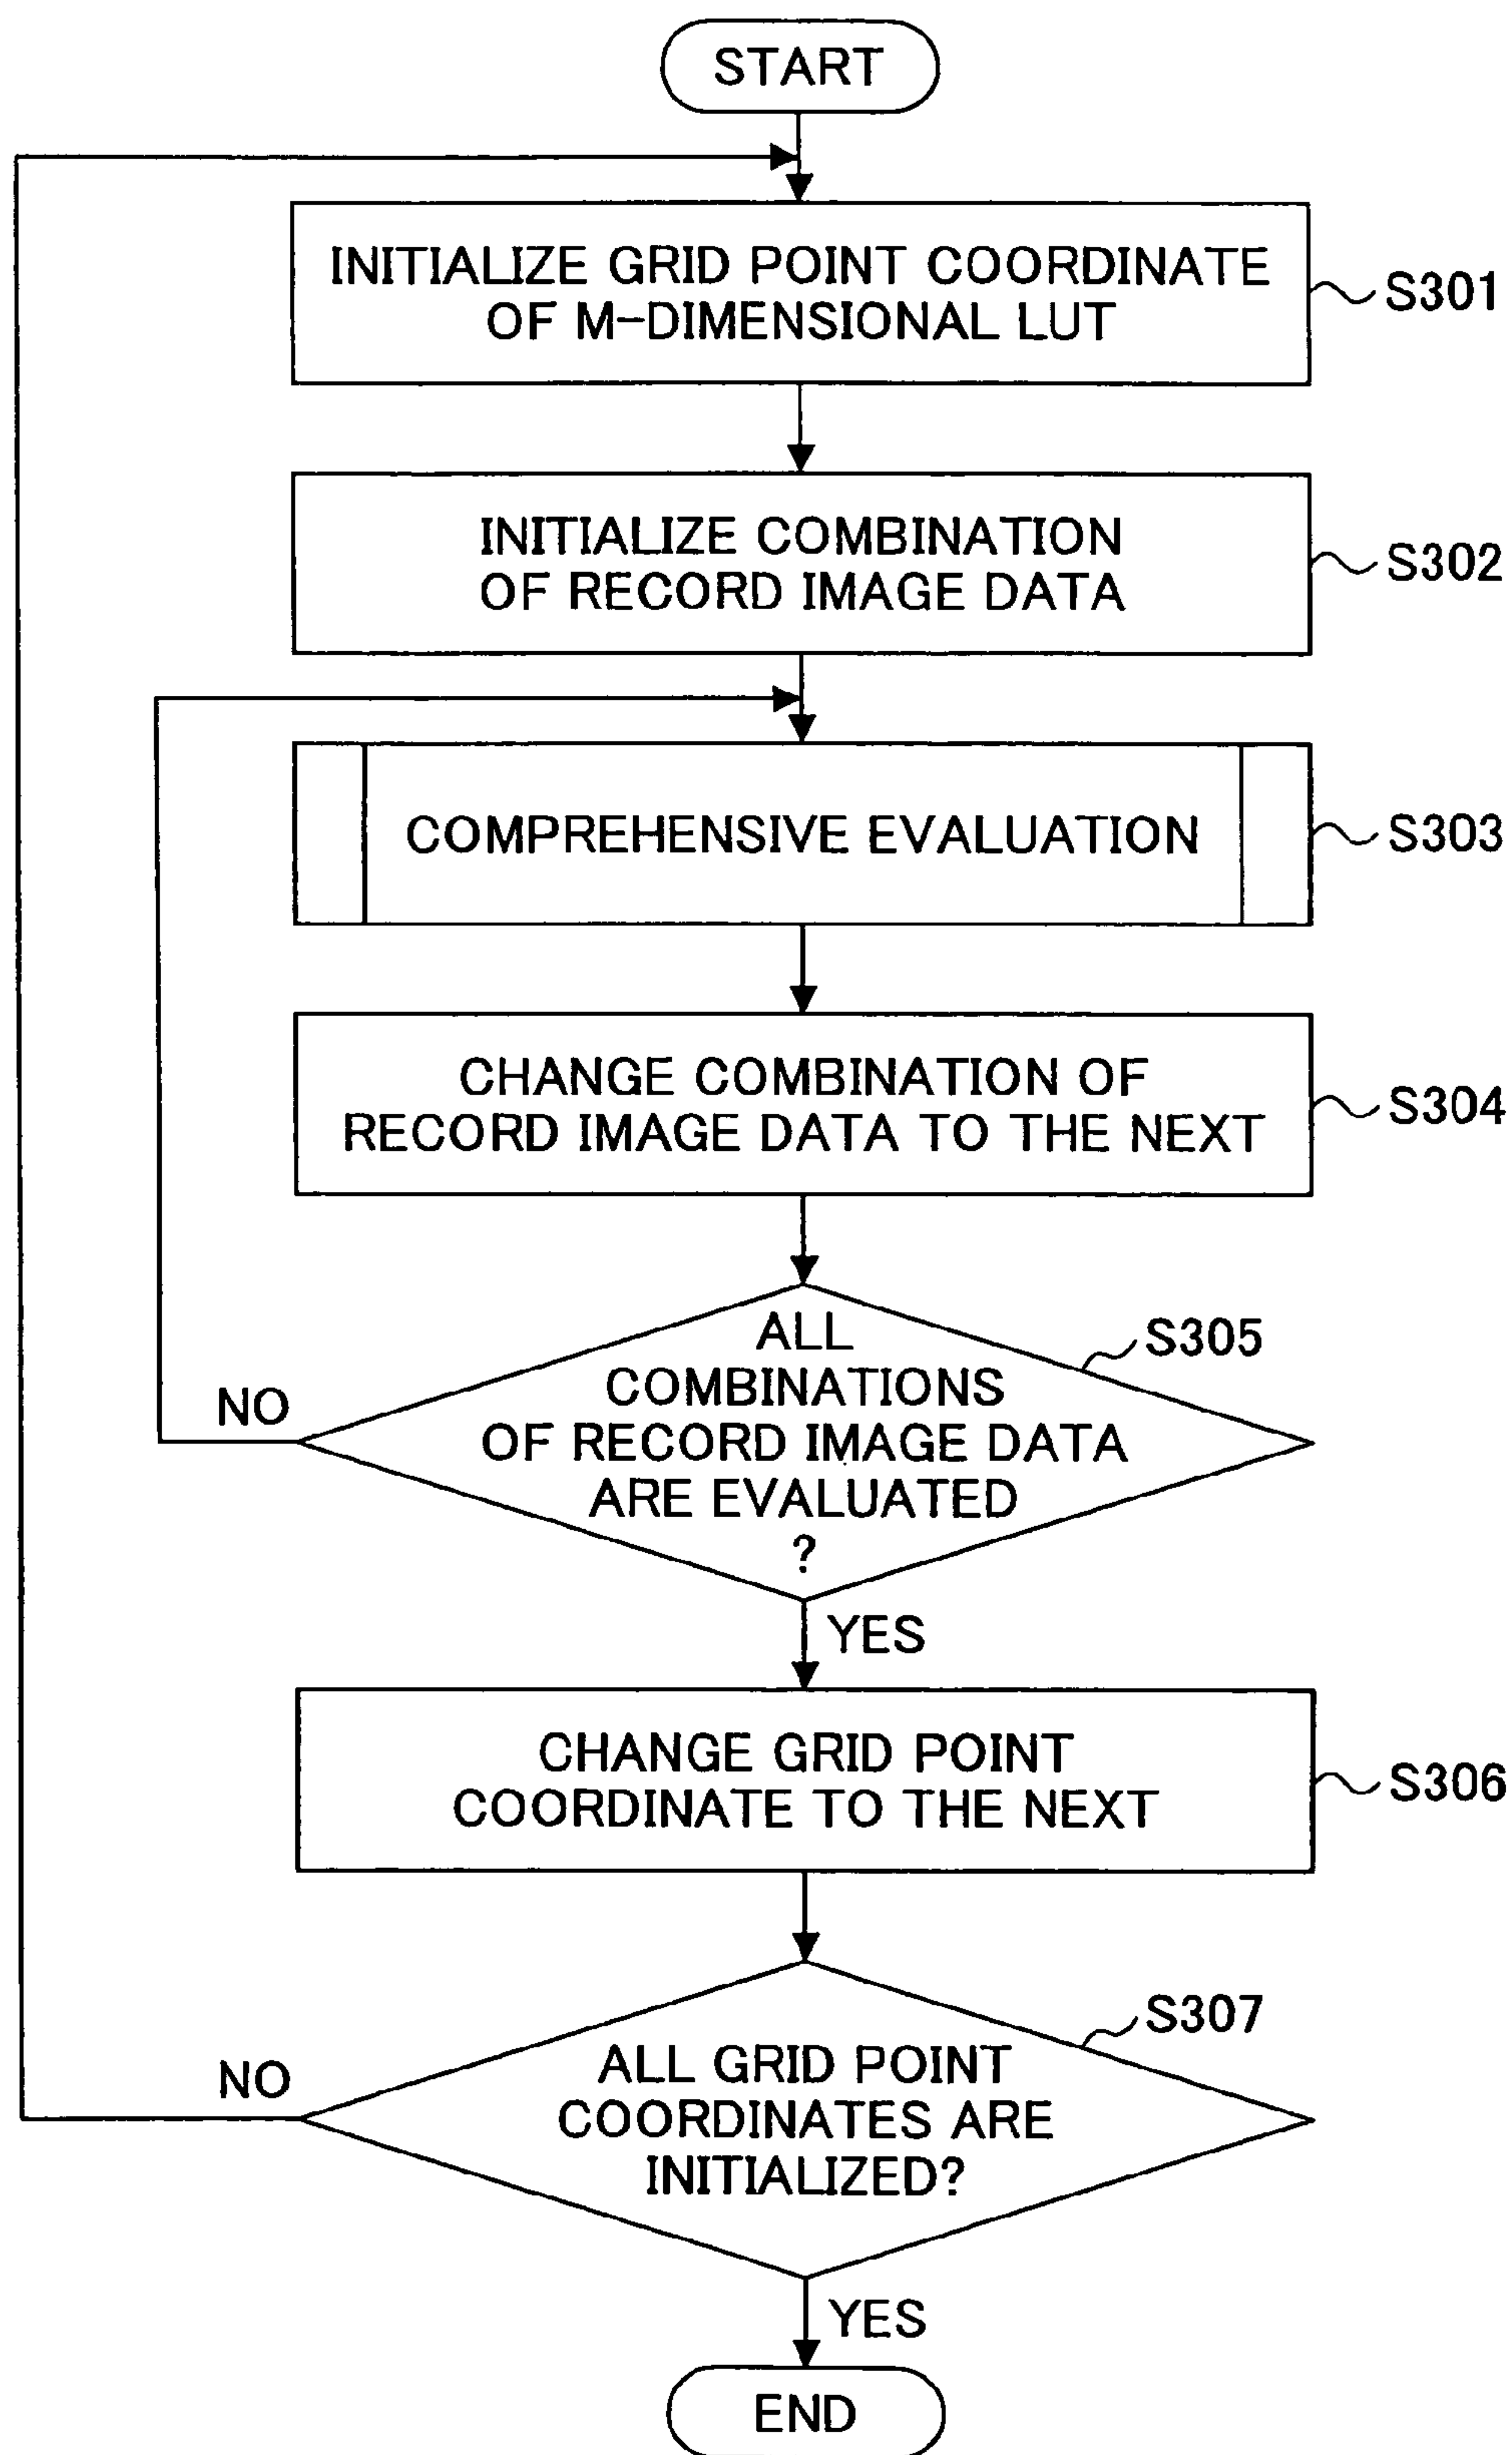 START
INITIALIZE GRID POINT COORDINATE
OF M-DIMENSIONAL LUT
S301
INITIALIZE COMBINATION
OF RECORD IMAGE DATA
S302
COMPREHENSIVE EVALUATION
S303
CHANGE COMBINATION OF
RECORD IMAGE DATA TO THE NEXT
S304
ALL
COMBINATIONS
OF RECORD IMAGE DATA
ARE EVALUATED
?
S305
NO
YES
CHANGE GRID POINT
COORDINATE TO THE NEXT
S306
ALL GRID POINT
COORDINATES ARE
INITIALIZED?
S307
NO
YES
END